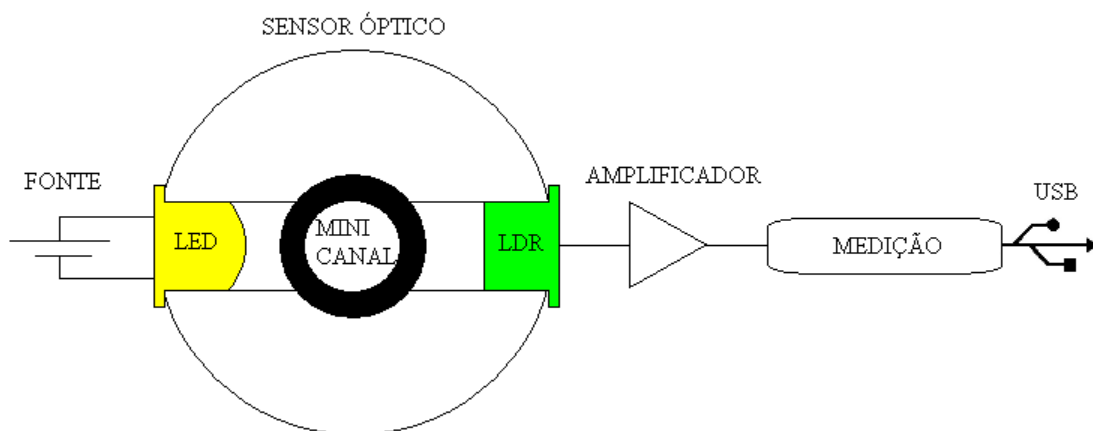 SENSOR ÓPTICO
FONTE
LED
MINI
CANAL
LDR
AMPLIFICADOR
MEDIÇÃO
USB